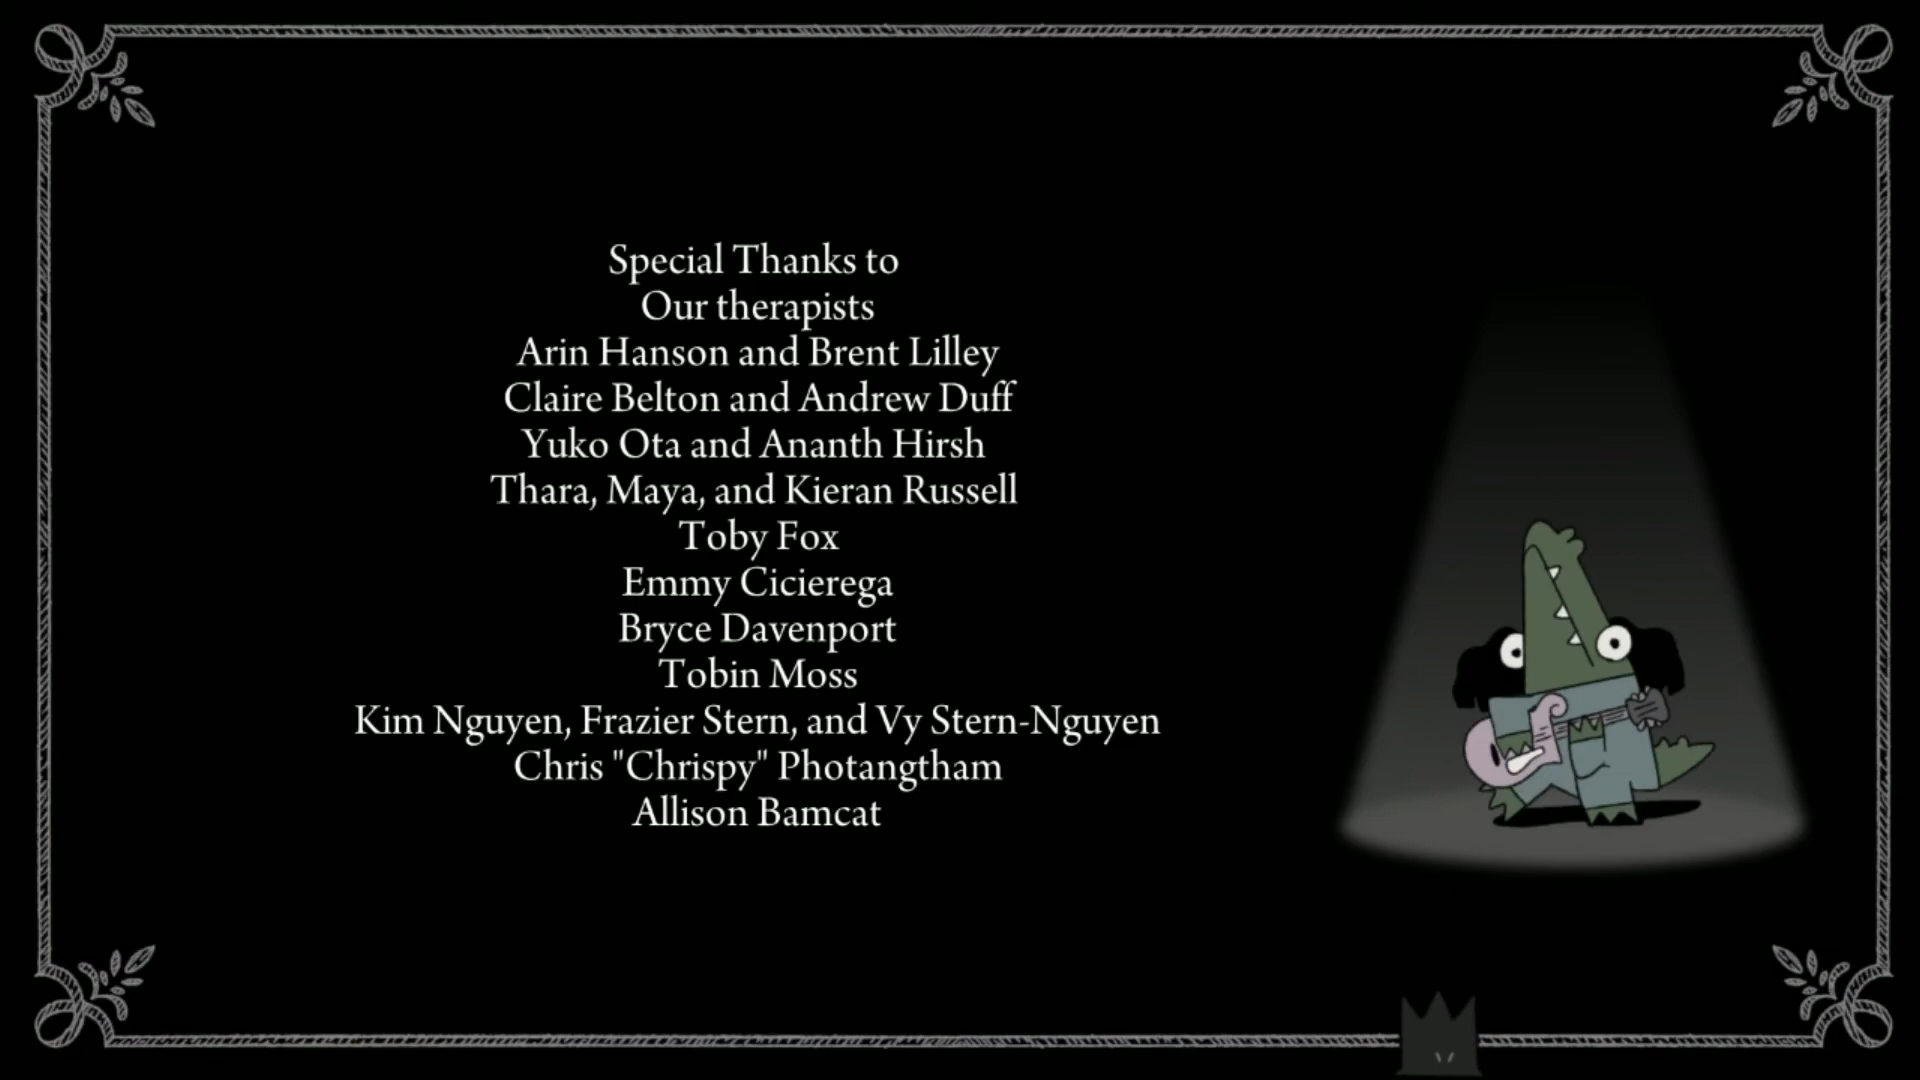 Special Thanks to
Our therapists
Arin Hanson and Brent Lilley
Claire Belton and Andrew Duff
Yuko Ota and Ananth Hirsh
Thara, Maya, and Kieran Russell
Toby Fox
Emmy Cicierega
Bryce Davenport
Tobin Moss
Kim Nguyen, Frazier Stern, and Vy Stern-Nguyen
Chris "Chrispy" Photangtham
Allison Bamcat